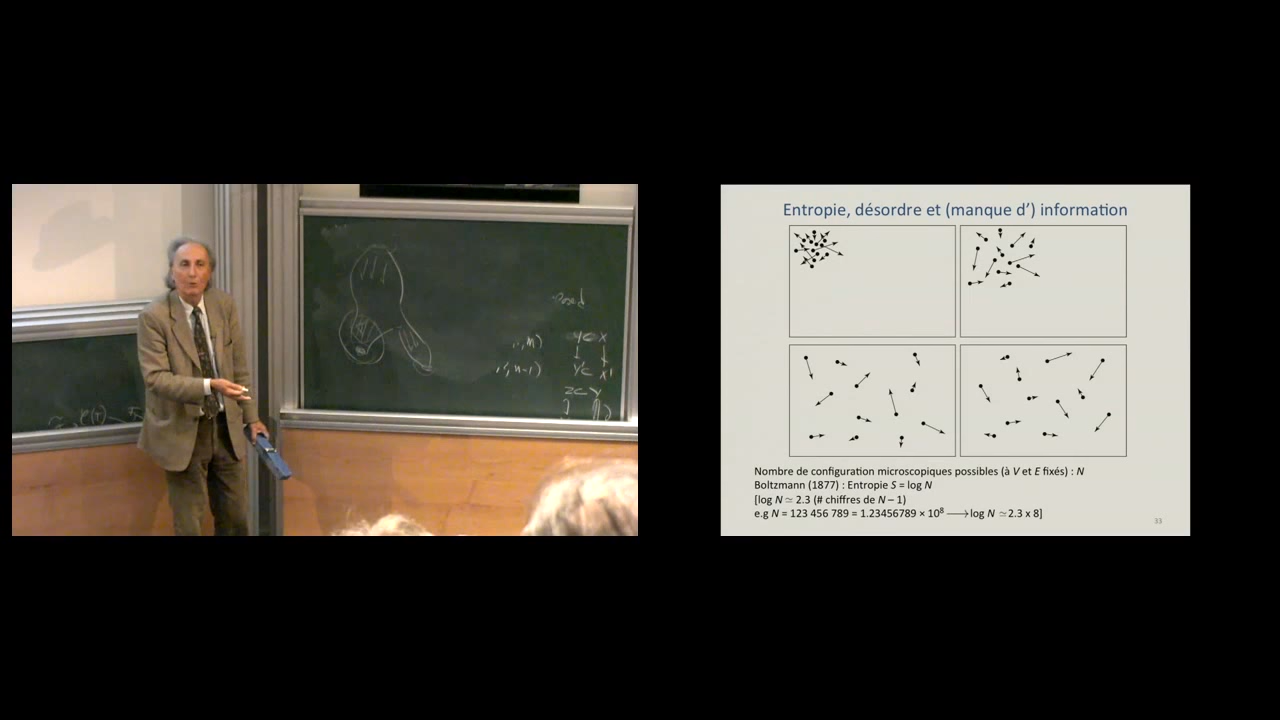 Entropie, désordre et (manque d') information
Nombre de configuration microscopiques possibles (à V et E fixés) : N
Boltzmann (1877) : Entropie S = log N
[log N ≃ 2.3 (# chiffres de N – 1)
e.g N = 123 456 789 = 1.23456789 × 10⁸ ⟶ log N ≃ 2.3 x 8]
33
Y ⊂ X
Z ⊂ Y